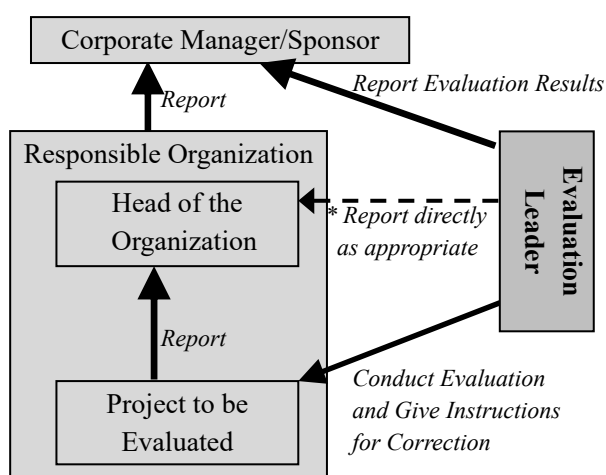 Corporate Manager/Sponsor
Report Evaluation Results
Report
Responsible Organization
Head of the
Organization
* Report directly
as appropriate
Evaluation
Leader
Report
Project to be
Evaluated
Conduct Evaluation
and Give Instructions
for Correction